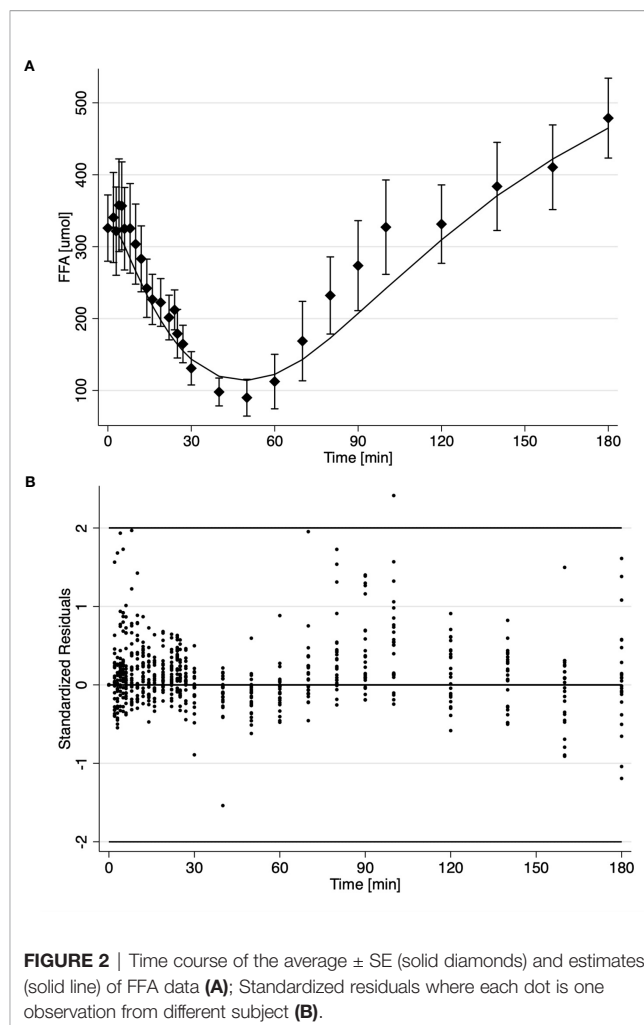 A
FFA [umol]
500
400
300
200
100
0 30 60 90 120 150 180
Time [min]
B
Standardized Residuals
2
1
0
-1
-2
0 30 60 90 120 150 180
Time [min]
FIGURE 2 | Time course of the average ± SE (solid diamonds) and estimates
(solid line) of FFA data (A); Standardized residuals where each dot is one
observation from different subject (B).